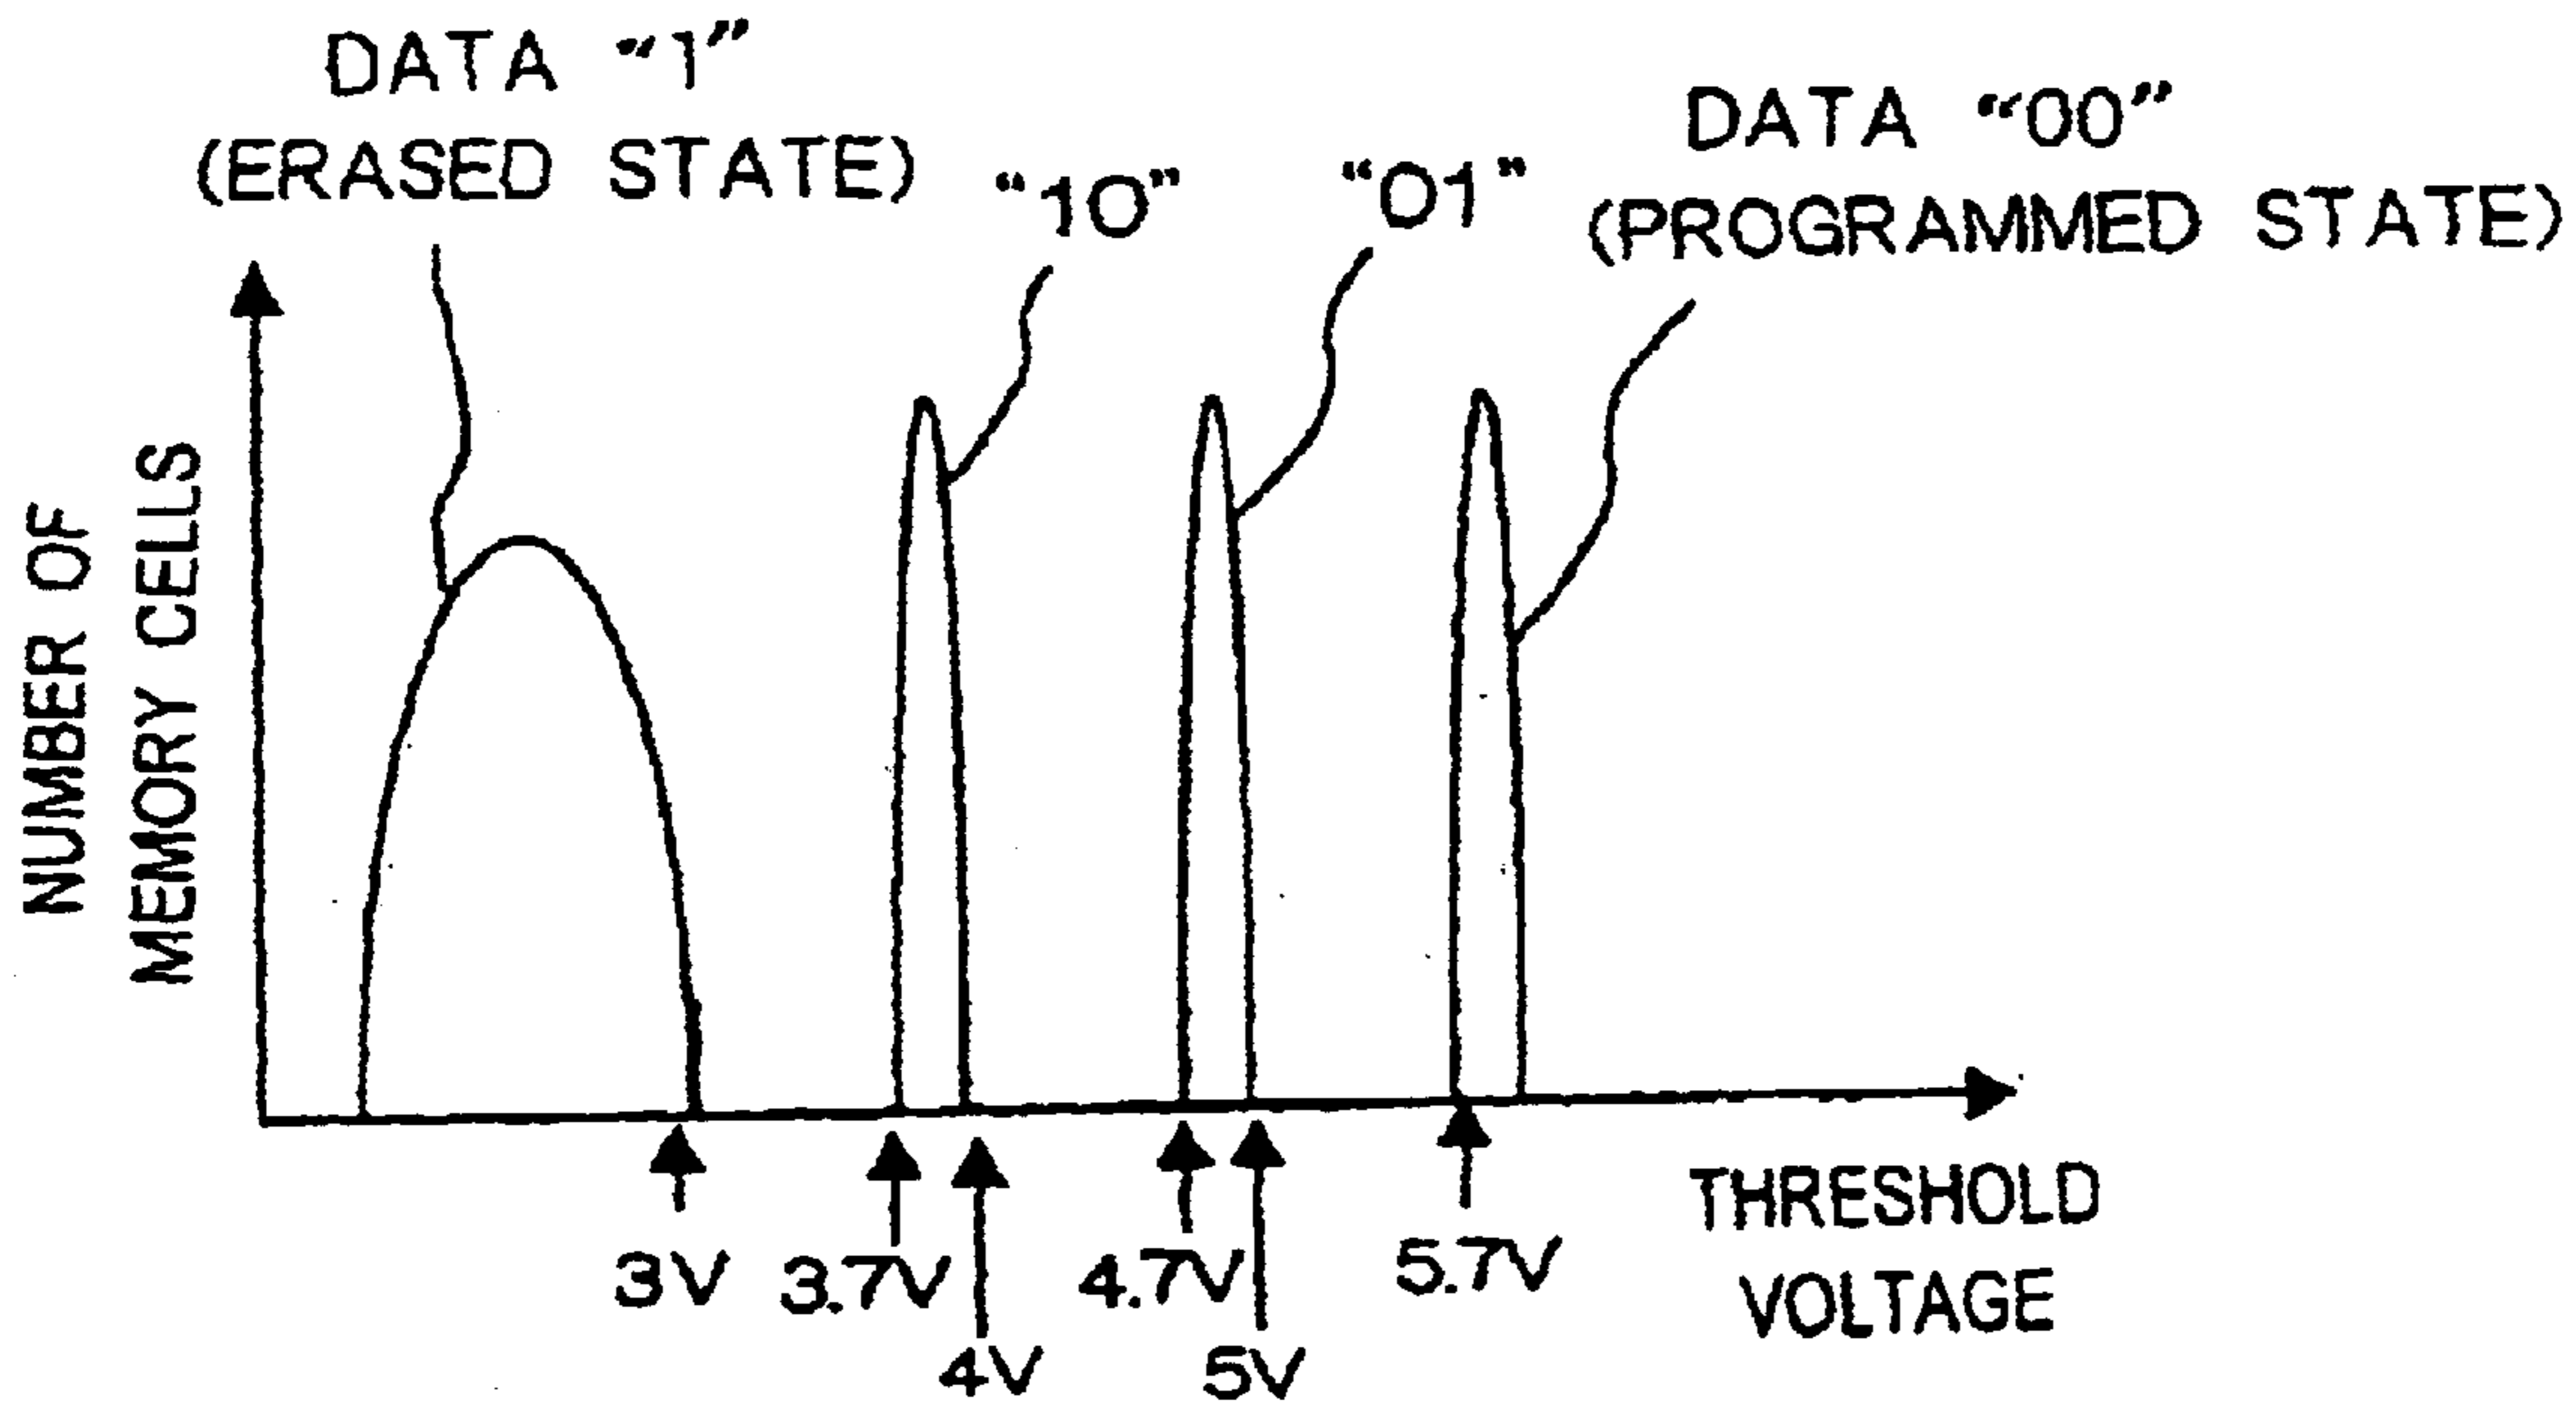 DATA “1”
(ERASED STATE)
“10”
“01”
DATA “00”
(PROGRAMMED STATE)
NUMBER OF
MEMORY CELLS
3V
3.7V
4V
4.7V
5V
5.7V
THRESHOLD
VOLTAGE